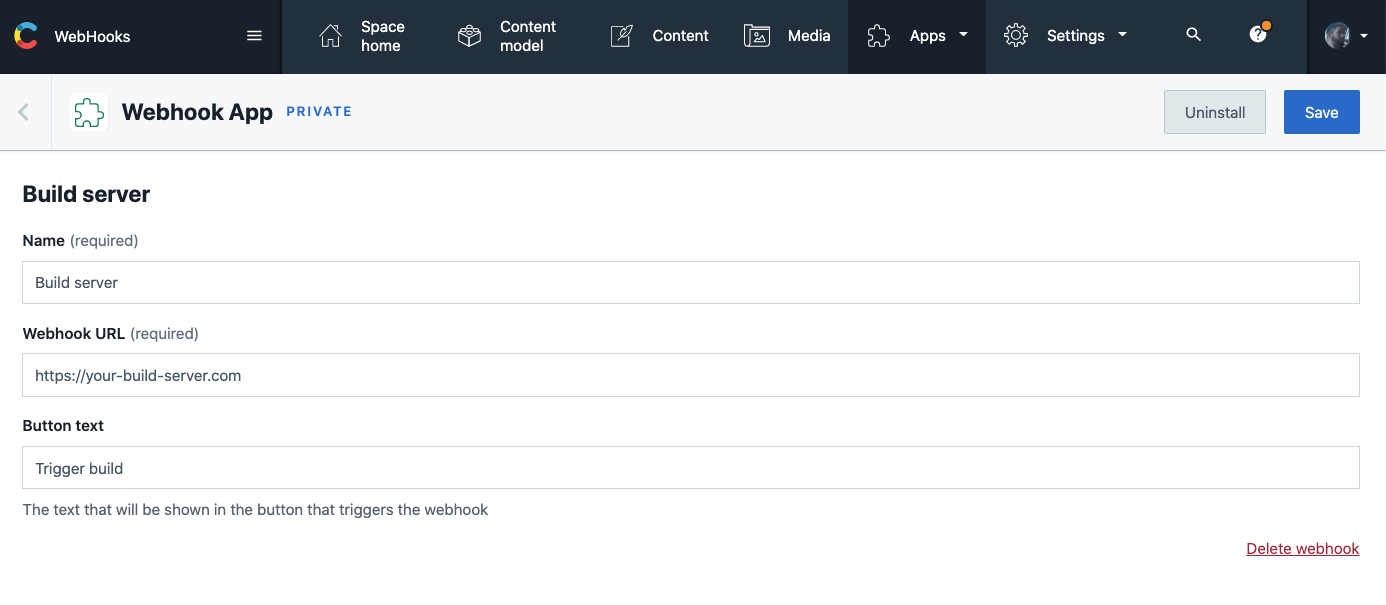 WebHooks
Space
home
Content
model
Content
Media
Apps
Settings
Webhook App PRIVATE
Uninstall
Save
Build server
Name (required)
Build server
Webhook URL (required)
https://your-build-server.com
Button text
Trigger build
The text that will be shown in the button that triggers the webhook
Delete webhook